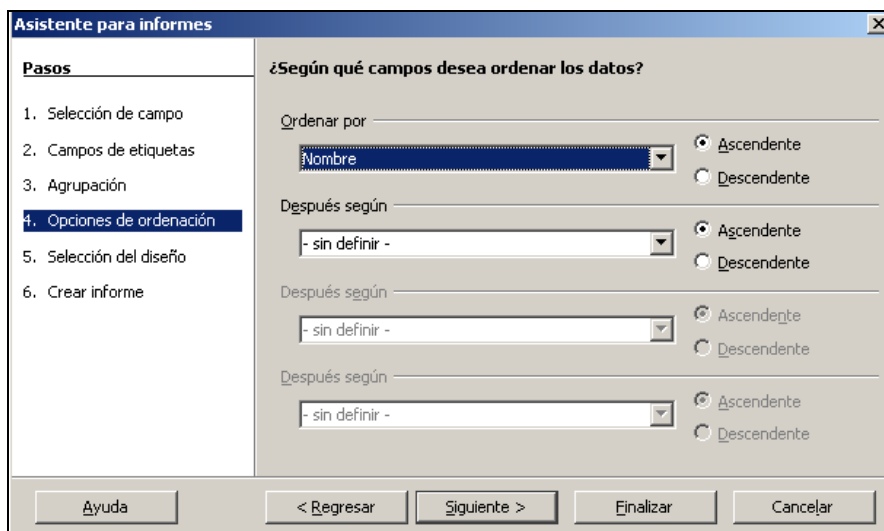 Asistente para informes
Pasos
1. Selección de campo
2. Campos de etiquetas
3. Agrupación
4. Opciones de ordenación
5. Selección del diseño
6. Crear informe
¿Según qué campos desea ordenar los datos?
Ordenar por
Nombre
Ascendente
Descendente
Después según
- sin definir -
Ascendente
Descendente
Después según
- sin definir -
Ascendente
Descendente
Después según
- sin definir -
Ascendente
Descendente
Ayuda
< Regresar
Siguiente >
Finalizar
Cancelar